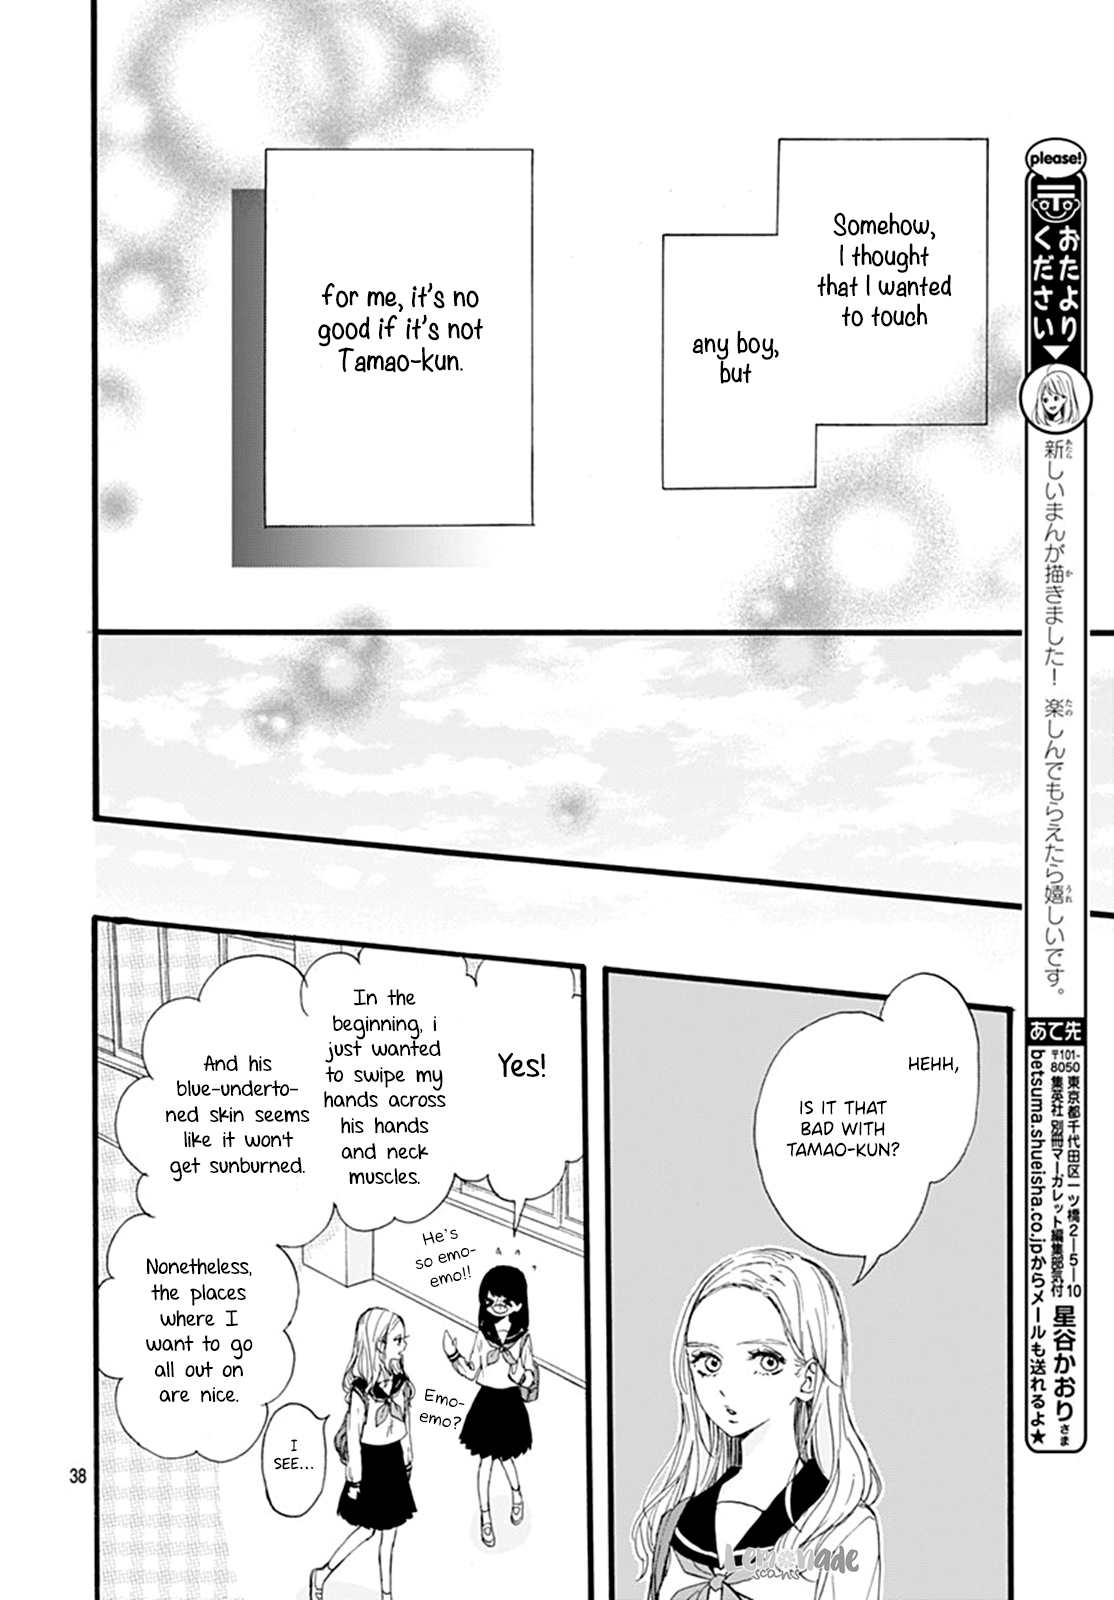 Somehow,
I thought
that I wanted
to touch
any boy,
but
for me, it's no
good if it's not
Tamao-kun.
HEHH,
IS IT THAT
BAD WITH
TAMAO-KUN?
Yes!
In the
beginning, i
just wanted
to swipe my
hands across
his hands
and neck
muscles.
And his
blue-underto-
ned skin seems
like it won't
get sunburned.
Nonetheless,
the places
where I
want to go
all out on
are nice.
He's
so emo-
emo!!
Emo-
emo?
I
SEE...
38
Lemonade
scans
please!
おたより
ください
新しいまんが描きました！ 楽しんでもらえたら嬉しいです。
あて先
〒101-
8050
東京都千代田区一ツ橋2―5―10
集英社 別冊マーガレット編集部気付
星谷かおりさま
betsuma.shueisha.co.jpからメールも送れるよ★